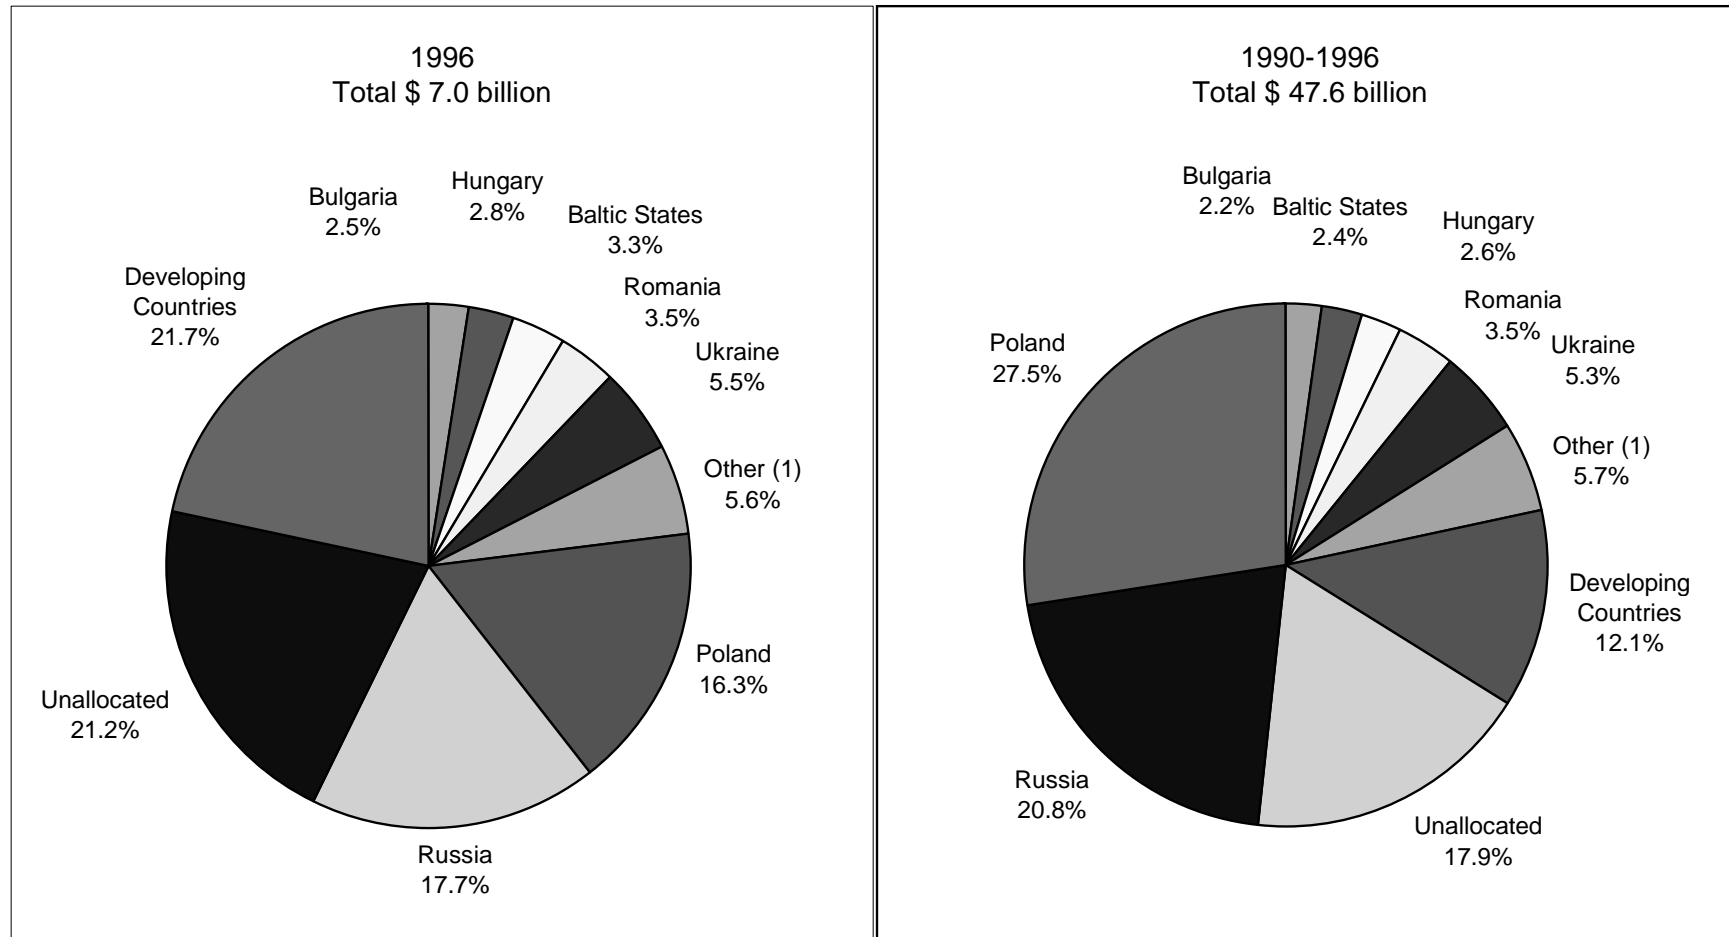 1996
Total $ 7.0 billion
Bulgaria
2.5%
Hungary
2.8%
Baltic States
3.3%
Romania
3.5%
Ukraine
5.5%
Other (1)
5.6%
Poland
16.3%
Russia
17.7%
Unallocated
21.2%
Developing
Countries
21.7%
1990-1996
Total $ 47.6 billion
Bulgaria
2.2%
Baltic States
2.4%
Hungary
2.6%
Romania
3.5%
Ukraine
5.3%
Other (1)
5.7%
Developing
Countries
12.1%
Unallocated
17.9%
Russia
20.8%
Poland
27.5%